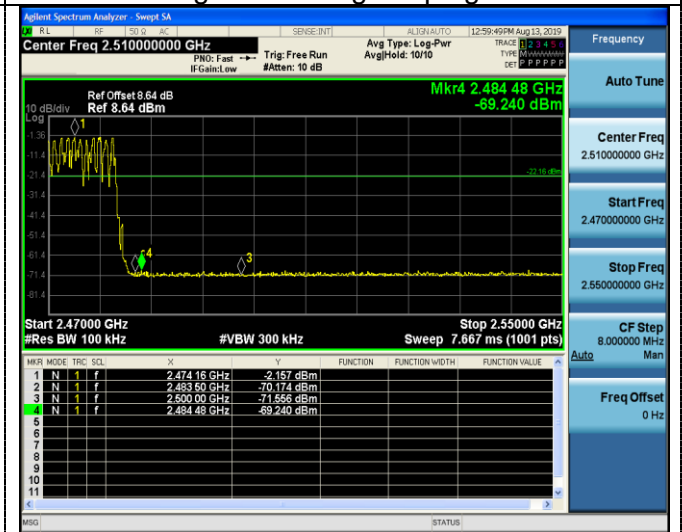 Agilent Spectrum Analyzer - Swept SA
RL RF 50 Ω AC SENSE:INT ALIGNAUTO 12:59:49PM Aug 13, 2019
Center Freq 2.510000000 GHz
PNO: Fast
IFGain:Low
Trig: Free Run
#Atten: 10 dB
Avg Type: Log-Pwr
Avg|Hold: 10/10
TRACE 1 2 3 4 5 6
TYPE
DET P P P P P P
Ref Offset 8.64 dB
10 dB/div Ref 8.64 dBm
Log
Mkr4 2.484 48 GHz
-69.240 dBm
-1.36
-11.4
-21.4
-31.4
-41.4
-51.4
-61.4
-71.4
-81.4
1
-22.16 dBm
4
3
Start 2.47000 GHz Stop 2.55000 GHz
#Res BW 100 kHz #VBW 300 kHz Sweep 7.667 ms (1001 pts)
MKR MODE TRC SCL X Y FUNCTION FUNCTION WIDTH FUNCTION VALUE
1 N 1 f 2.474 16 GHz -2.157 dBm
2 N 1 f 2.483 50 GHz -70.174 dBm
3 N 1 f 2.500 00 GHz -71.556 dBm
4 N 1 f 2.484 48 GHz -69.240 dBm
5
6
7
8
9
10
11
MSG STATUS
Frequency
Auto Tune
Center Freq
2.510000000 GHz
Start Freq
2.470000000 GHz
Stop Freq
2.550000000 GHz
CF Step
8.000000 MHz
Auto Man
Freq Offset
0 Hz